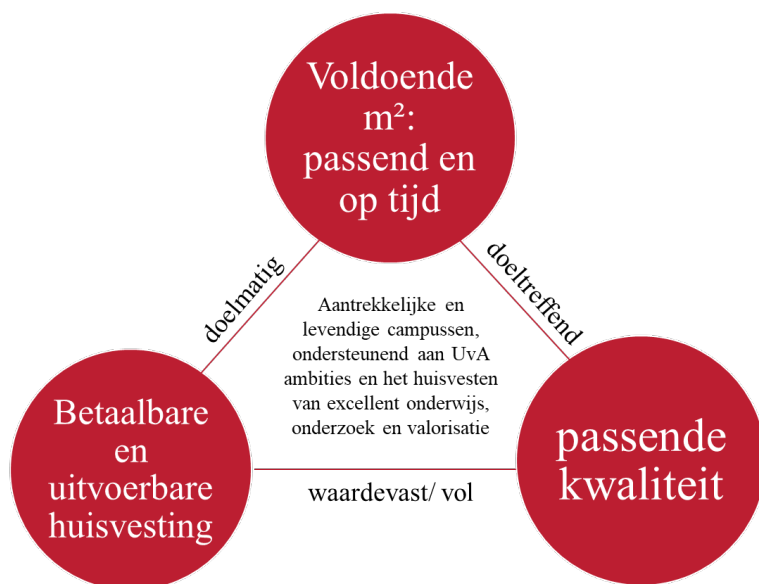 Voldoende
m²:
passend en
op tijd
doelmatig
doeltreffend
Aantrekkelijke en
levendige campussen,
ondersteunend aan UvA
ambities en het huisvesten
van excellent onderwijs,
onderzoek en valorisatie
Betaalbare
en
uitvoerbare
huisvesting
waardevast/ vol
passende
kwaliteit